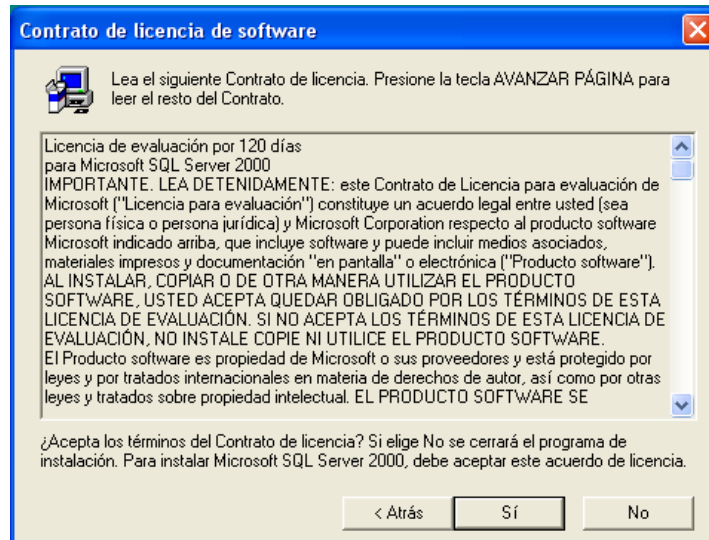 Contrato de licencia de software
Lea el siguiente Contrato de licencia. Presione la tecla AVANZAR PÁGINA para
leer el resto del Contrato.
Licencia de evaluación por 120 días
para Microsoft SQL Server 2000
IMPORTANTE. LEA DETENIDAMENTE: este Contrato de Licencia para evaluación de
Microsoft ("Licencia para evaluación") constituye un acuerdo legal entre usted (sea
persona física o persona jurídica) y Microsoft Corporation respecto al producto software
Microsoft indicado arriba, que incluye software y puede incluir medios asociados,
materiales impresos y documentación "en pantalla" o electrónica ("Producto software").
AL INSTALAR, COPIAR O DE OTRA MANERA UTILIZAR EL PRODUCTO
SOFTWARE, USTED ACEPTA QUEDAR OBLIGADO POR LOS TÉRMINOS DE ESTA
LICENCIA DE EVALUACIÓN. SI NO ACEPTA LOS TÉRMINOS DE ESTA LICENCIA DE
EVALUACIÓN, NO INSTALE COPIE NI UTILICE EL PRODUCTO SOFTWARE.
El Producto software es propiedad de Microsoft o sus proveedores y está protegido por
leyes y por tratados internacionales en materia de derechos de autor, así como por otras
leyes y tratados sobre propiedad intelectual. EL PRODUCTO SOFTWARE SE
¿Acepta los términos del Contrato de licencia? Si elige No se cerrará el programa de
instalación. Para instalar Microsoft SQL Server 2000, debe aceptar este acuerdo de licencia.
< Atrás Sí No